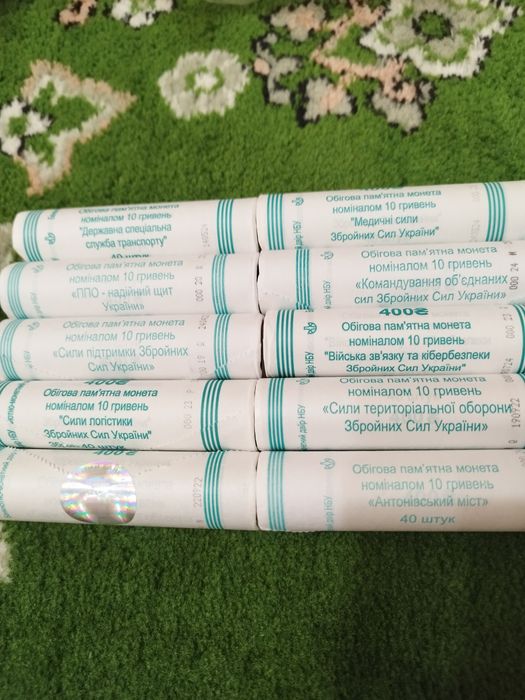 Обігова пам'ятна монета
номіналом 10 гривень
"Державна спеціальна
служба транспорту"
40 штук
Обігова пам'ятна монета
номіналом 10 гривень
"Медичні сили
Збройних Сил України"
Обігова пам'ятна монета
номіналом 10 гривень
«ППО - надійний щит
України»
Обігова пам'ятна монета
номіналом 10 гривень
«Командування об'єднаних
сил Збройних Сил України»
Обігова пам'ятна монета
номіналом 10 гривень
«Сили підтримки Збройних
Сил України»
400₴
Обігова пам'ятна монета
номіналом 10 гривень
"Війська зв'язку та кібербезпеки
Збройних Сил України"
400₴
Обігова пам'ятна монета
номіналом 10 гривень
"Сили логістики
Збройних Сил України"
Обігова пам'ятна монета
номіналом 10 гривень
«Сили територіальної оборони
Збройних Сил України»
190922
400₴
220922
Обігова пам'ятна монета
номіналом 10 гривень
«Антонівський міст»
40 штук
двір НБУ